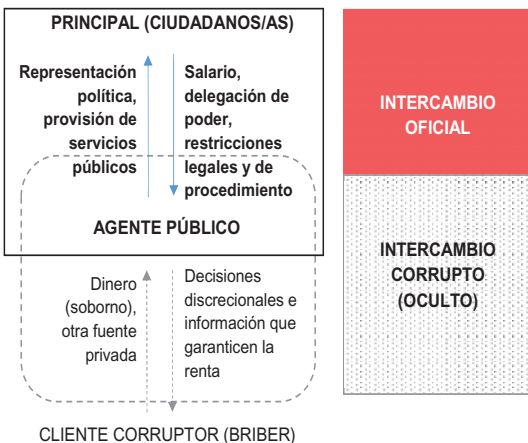 PRINCIPAL (CIUDADANOS/AS)
Representación
política,
provisión de
servicios
públicos
Salario,
delegación de
poder,
restricciones
legales y de
procedimiento
AGENTE PÚBLICO
Dinero
(soborno),
otra fuente
privada
Decisiones
discrecionales e
información que
garanticen la
renta
CLIENTE CORRUPTOR (BRIBER)
INTERCAMBIO
OFICIAL
INTERCAMBIO
CORRUPTO
(OCULTO)